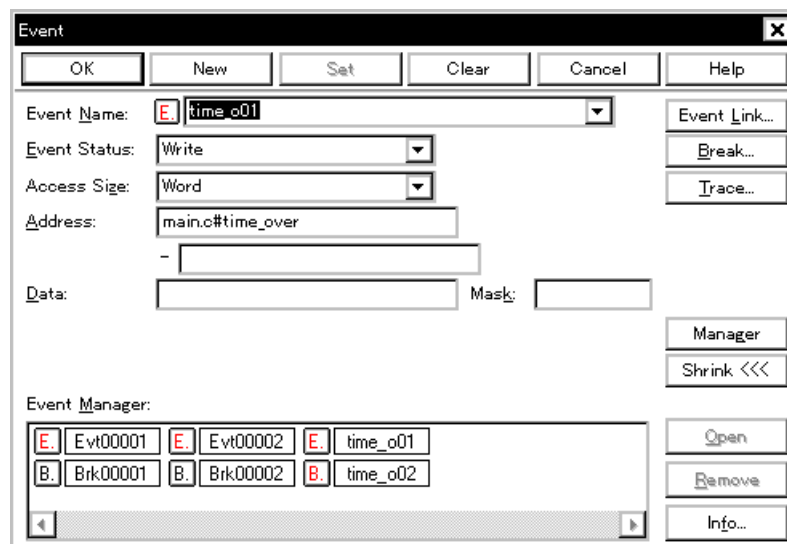 Event
OK New Set Clear Cancel Help
Event Name: E. time_o01 Event Link...
Event Status: Write Break...
Access Size: Word Trace...
Address: main.c#time_over
-
Data: Mask:
Manager
Shrink <<<
Event Manager:
E. Evt00001 E. Evt00002 E. time_o01 Open
B. Brk00001 B. Brk00002 B. time_o02 Remove
Info...